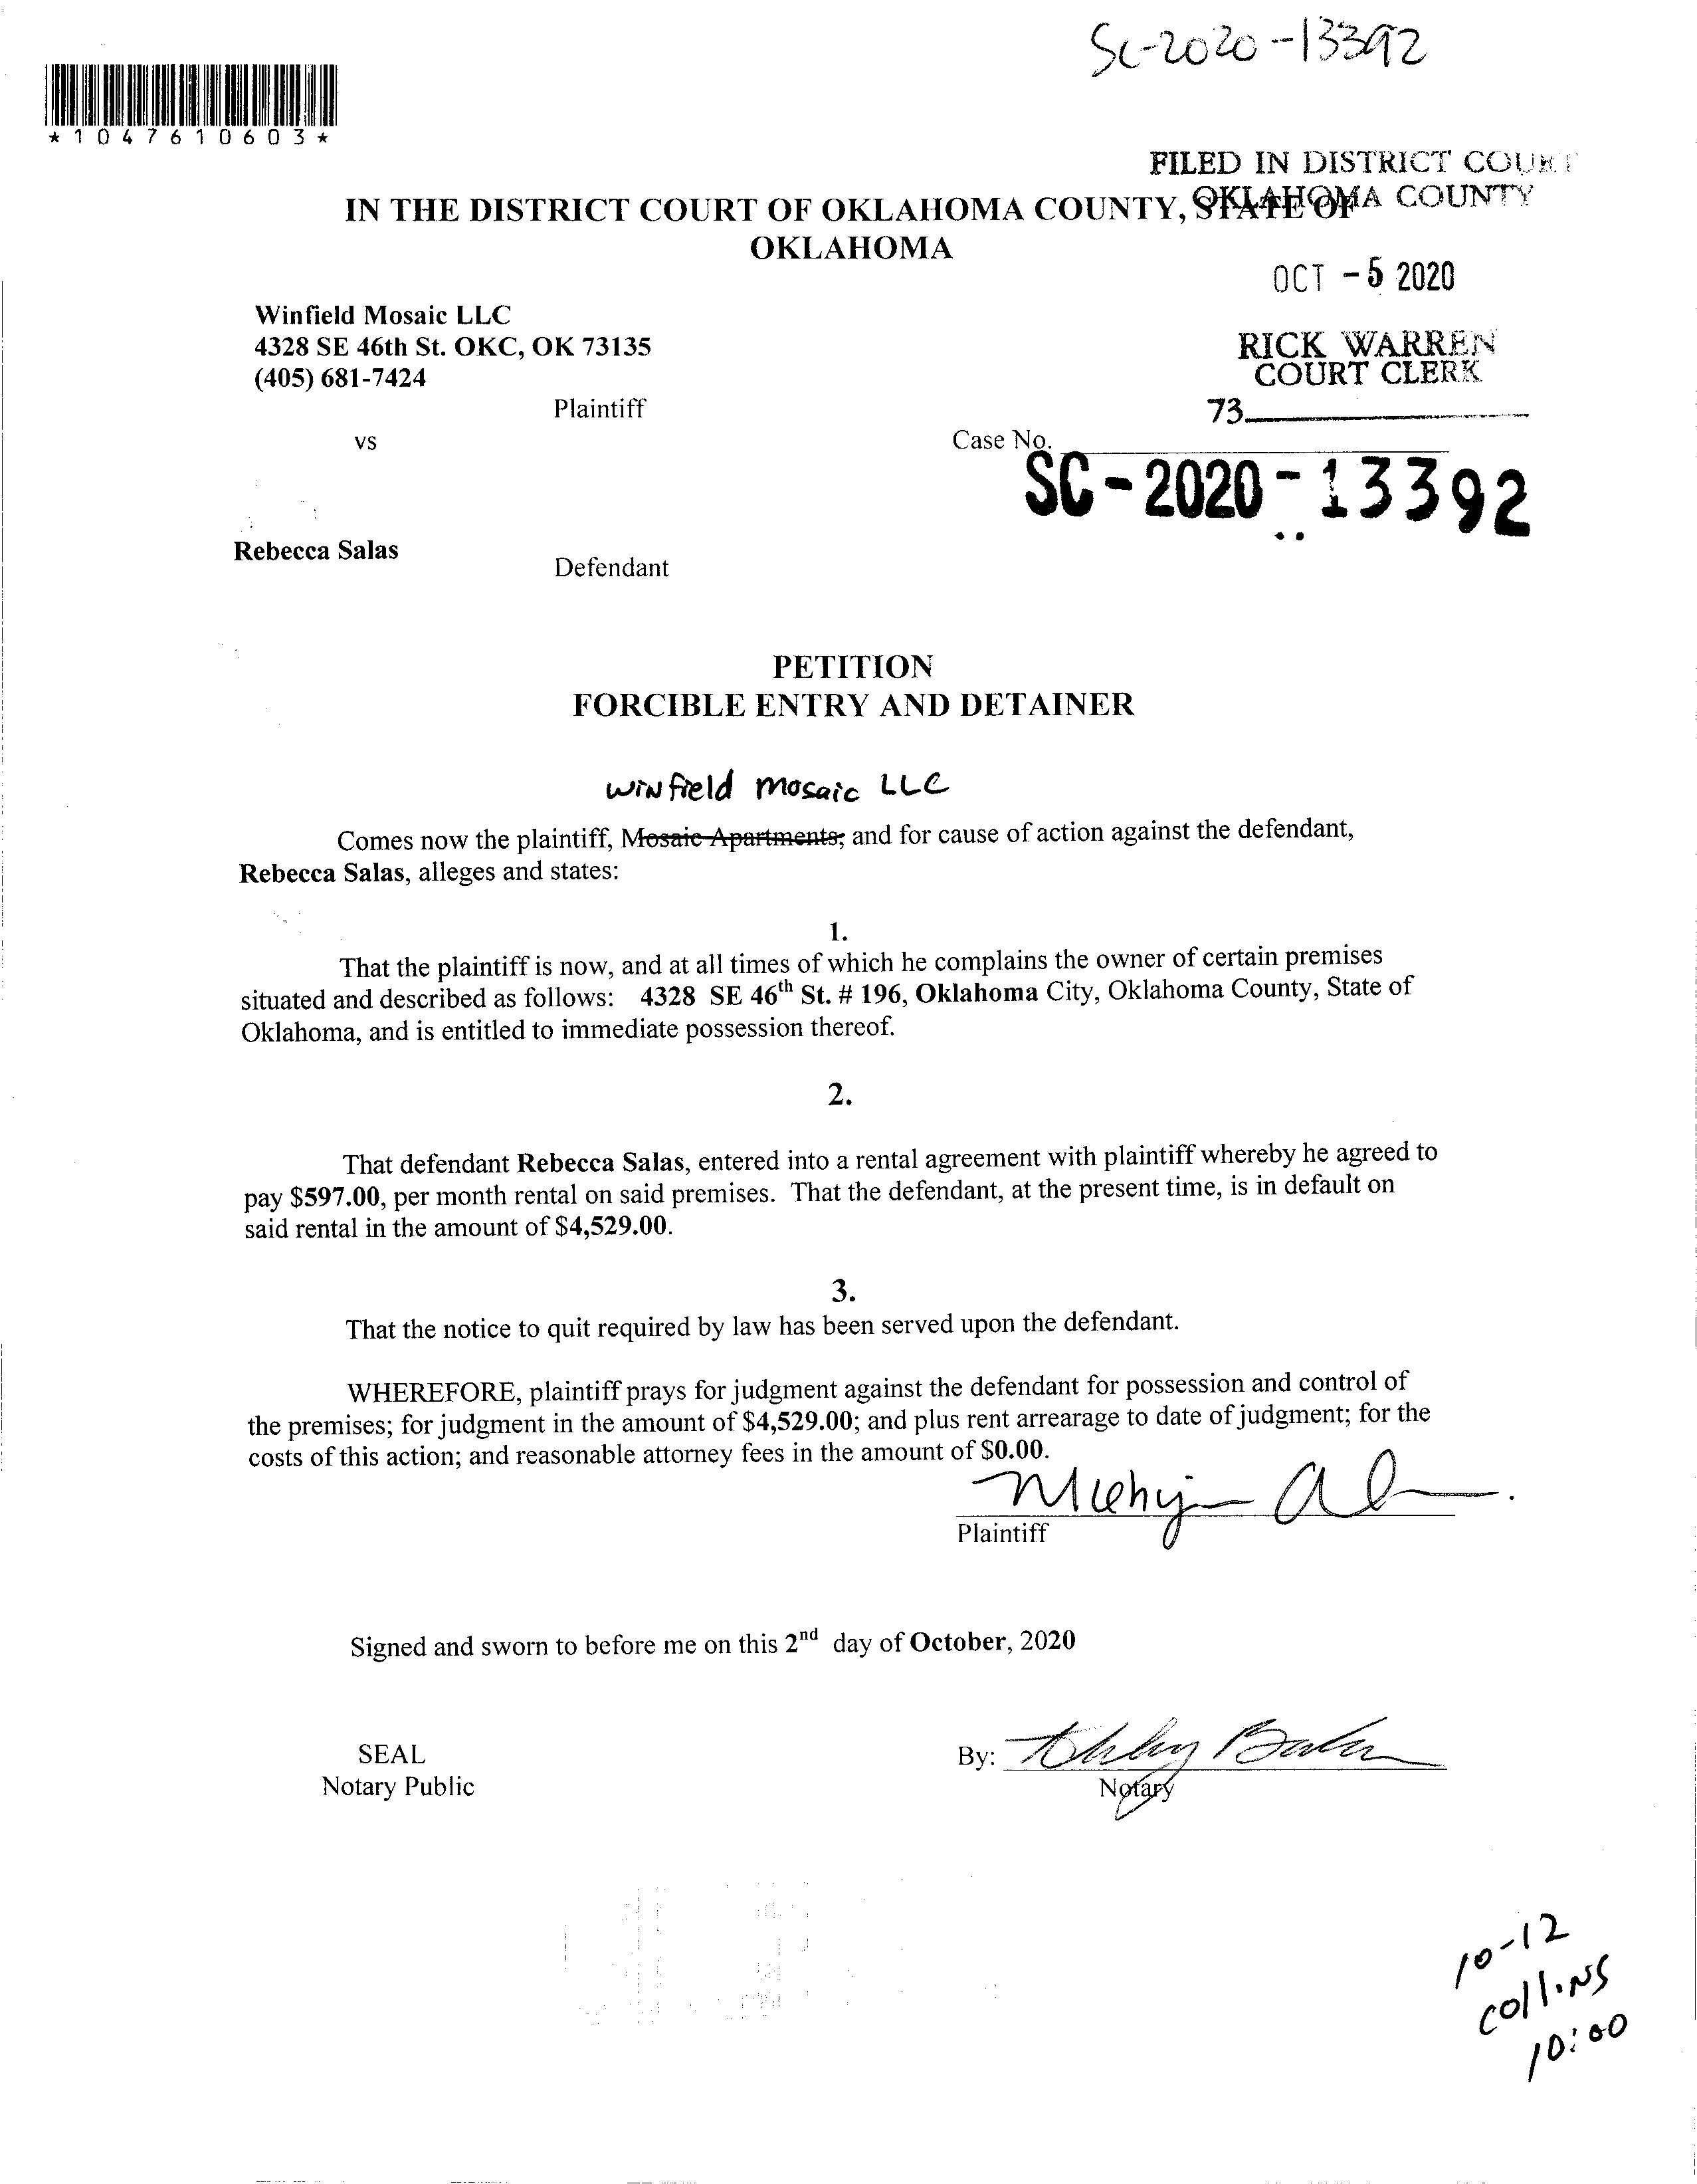 SC-2020-13392
*1047610603*
FILED IN DISTRICT COURT
OKLAHOMA COUNTY
IN THE DISTRICT COURT OF OKLAHOMA COUNTY, STATE OF
OKLAHOMA
OCT - 5 2020
Winfield Mosaic LLC
4328 SE 46th St. OKC, OK 73135
(405) 681-7424
RICK WARREN
COURT CLERK
Plaintiff
73
vs
Case No.
SC-2020-13392
Rebecca Salas
Defendant
PETITION
FORCIBLE ENTRY AND DETAINER
winfield mosaic LLC
Comes now the plaintiff, Mosaic Apartments, and for cause of action against the defendant,
Rebecca Salas, alleges and states:
1.
That the plaintiff is now, and at all times of which he complains the owner of certain premises
situated and described as follows: 4328 SE 46th St. # 196, Oklahoma City, Oklahoma County, State of
Oklahoma, and is entitled to immediate possession thereof.
2.
That defendant Rebecca Salas, entered into a rental agreement with plaintiff whereby he agreed to
pay $597.00, per month rental on said premises. That the defendant, at the present time, is in default on
said rental in the amount of $4,529.00.
3.
That the notice to quit required by law has been served upon the defendant.
WHEREFORE, plaintiff prays for judgment against the defendant for possession and control of
the premises; for judgment in the amount of $4,529.00; and plus rent arrearage to date of judgment; for the
costs of this action; and reasonable attorney fees in the amount of $0.00.
Plaintiff
Signed and sworn to before me on this 2nd day of October, 2020
SEAL
Notary Public
By:
Notary
10-12
collins
10:00